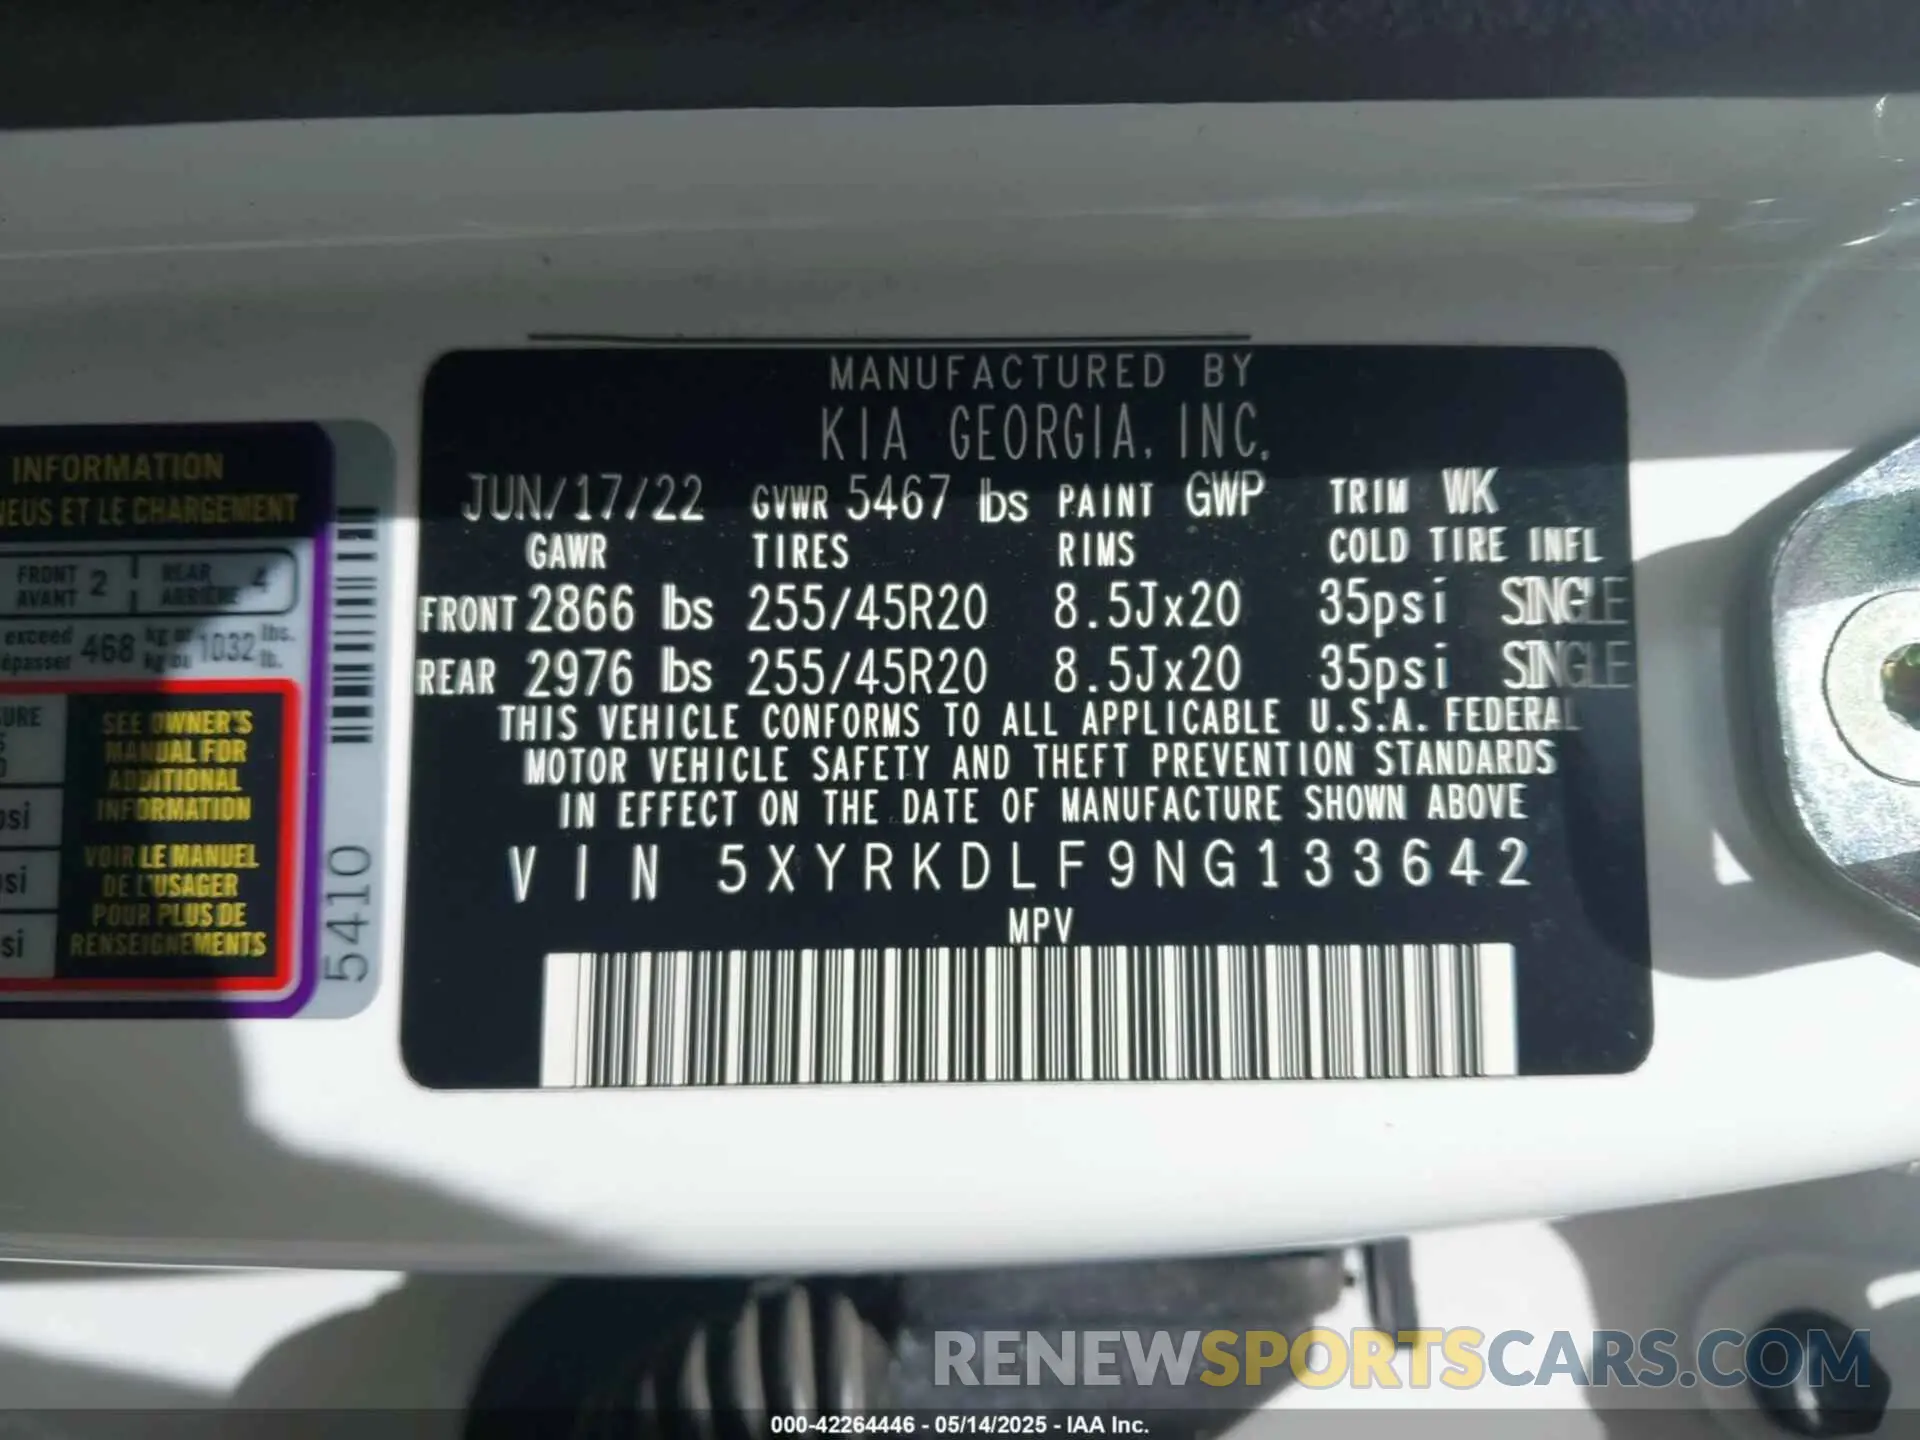 MANUFACTURED BY
KIA GEORGIA, INC.
JUN/17/22 GVWR 5467 lbs PAINT GWP TRIM WK
GAWR TIRES RIMS COLD TIRE INFL
FRONT 2866 lbs 255/45R20 8.5Jx20 35psi SINGLE
REAR 2976 lbs 255/45R20 8.5Jx20 35psi SINGLE
THIS VEHICLE CONFORMS TO ALL APPLICABLE U.S.A. FEDERAL
MOTOR VEHICLE SAFETY AND THEFT PREVENTION STANDARDS
IN EFFECT ON THE DATE OF MANUFACTURE SHOWN ABOVE
VIN 5XYRKDLF9NG133642
MPV
INFORMATION
NEUS ET LE CHARGEMENT
FRONT AVANT 2 REAR ARRIÈRE 4
exceed 468 kg or 1032 lbs.
épasser kg ou lb.
SEE OWNER'S
MANUAL FOR
ADDITIONAL
INFORMATION
VOIR LE MANUEL
DE L'USAGER
POUR PLUS DE
RENSEIGNEMENTS
5410
RENEWSPORTSCARS.COM
000-42264446 - 05/14/2025 - IAA Inc.